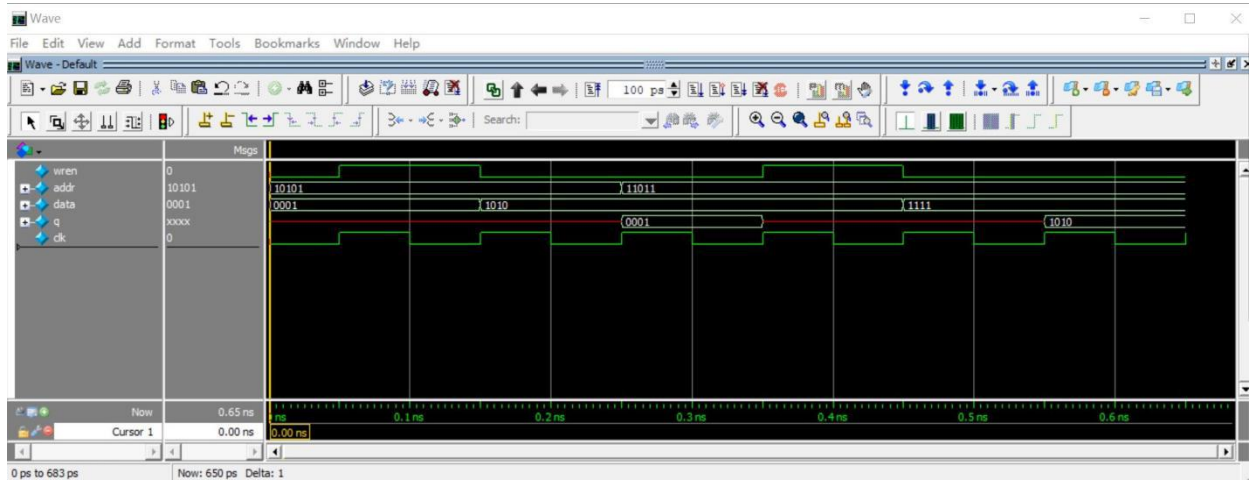 Wave
File Edit View Add Format Tools Bookmarks Window Help
Wave - Default
100 ps
Search:
Msgs
wren 0
addr 10101 10101 11011
data 0001 0001 1010 1111
q xxxx 0001 1010
clk 0
Now 0.65 ns ns 0.1 ns 0.2 ns 0.3 ns 0.4 ns 0.5 ns 0.6 ns
Cursor 1 0.00 ns 0.00 ns
0 ps to 683 ps Now: 650 ps Delta: 1